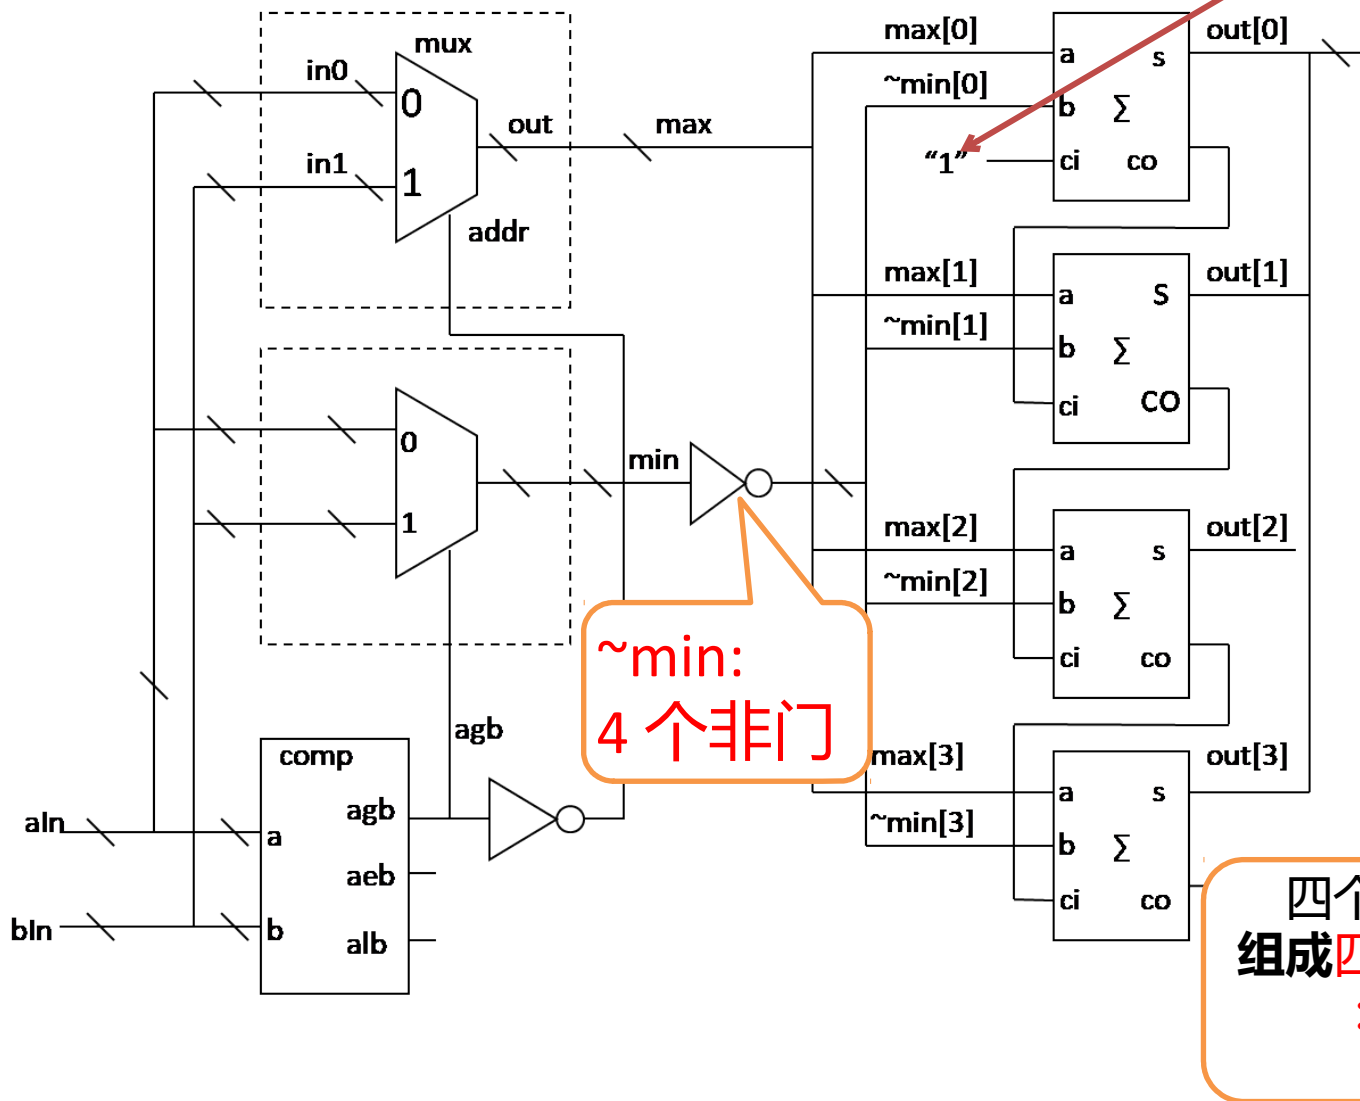 mux
in0
0
out
max
in1
1
addr
max[0]
out[0]
a
s
~min[0]
b
∑
“1”
ci
co
max[1]
out[1]
a
S
~min[1]
b
∑
ci
CO
0
min
1
max[2]
out[2]
a
s
~min[2]
b
∑
ci
co
~min:
4 个非门
agb
comp
max[3]
out[3]
agb
a
s
aIn
a
~min[3]
b
∑
aeb
ci
co
bIn
b
alb
四个
组成